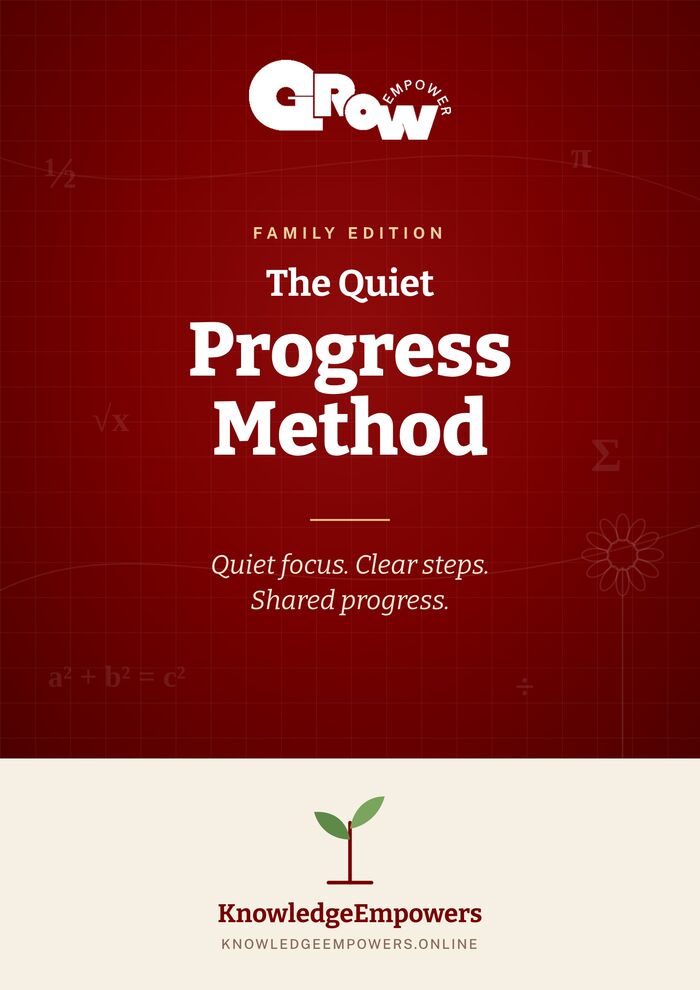 GROW
EMPOWER
½
π
FAMILY EDITION
The Quiet
Progress
Method
√x
Σ
Quiet focus. Clear steps.
Shared progress.
a² + b² = c²
÷
KnowledgeEmpowers
KNOWLEDGEEMPOWERS.ONLINE